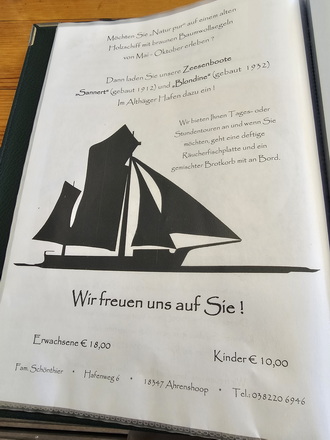 Möchten Sie „Natur pur“ auf einem alten
Holzschiff mit braunen Baumwollsegeln
von Mai - Oktober erleben ?
Dann laden Sie unsere Zeesenboote
„Sannert“ (gebaut 1912) und „Blondine“ (gebaut 1932)
Im Althäger Hafen dazu ein !
Wir bieten Ihnen Tages- oder
Stundentouren an und wenn Sie
möchten, geht eine deftige
Räucherfischplatte und ein
gemischter Brotkorb mit an Bord.
Wir freuen uns auf Sie !
Erwachsene € 18,00
Kinder € 10,00
Fam. Schönthier • Hafenweg 6 • 18347 Ahrenshoop • Tel.: 038220 6946